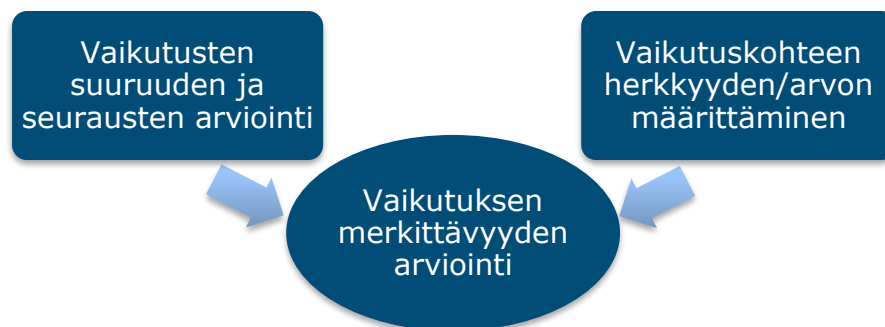 Vaikutusten
suuruuden ja
seurausten arviointi
Vaikutuskohteen
herkkyyden/arvon
määrittäminen
Vaikutuksen
merkittävyyden
arviointi